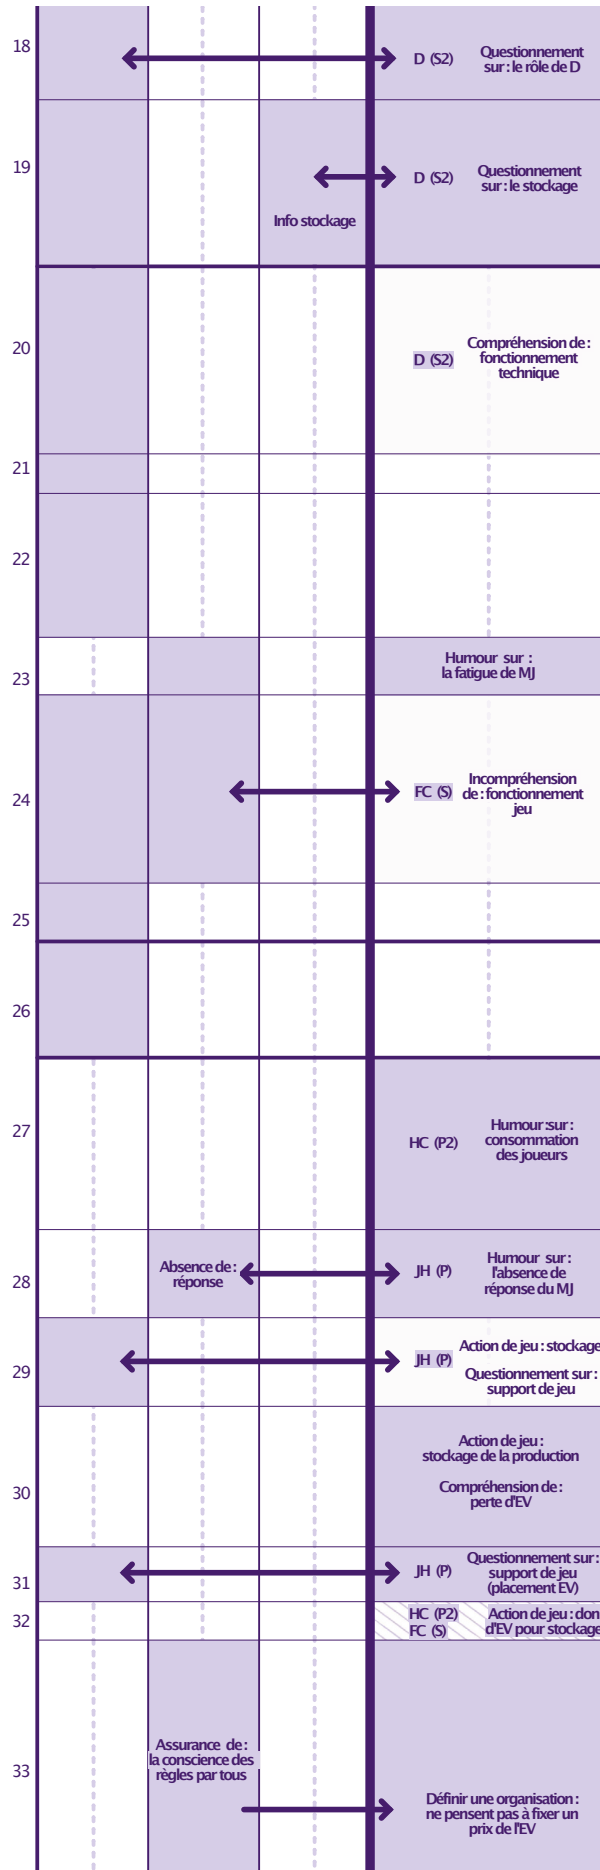 18
D (S2)
Questionnement
sur : le rôle de D
19
D (S2)
Questionnement
sur : le stockage
Info stockage
20
D (S2)
Compréhension de :
fonctionnement
technique
21
22
23
Humour sur :
la fatigue de MJ
24
FC (S)
Incompréhension
de : fonctionnement
jeu
25
26
27
HC (P2)
Humour :sur :
consommation
des joueurs
28
Absence de :
réponse
JH (P)
Humour sur :
l'absence de
réponse du MJ
29
JH (P)
Action de jeu : stockage
Questionnement sur :
support de jeu
30
Action de jeu :
stockage de la production
Compréhension de :
perte d'EV
31
JH (P)
Questionnement sur :
support de jeu
(placement EV)
32
HC (P2)
FC (S)
Action de jeu : don
d'EV pour stockage
33
Assurance de :
la conscience des
règles par tous
Définir une organisation :
ne pensent pas à fixer un
prix de l'EV